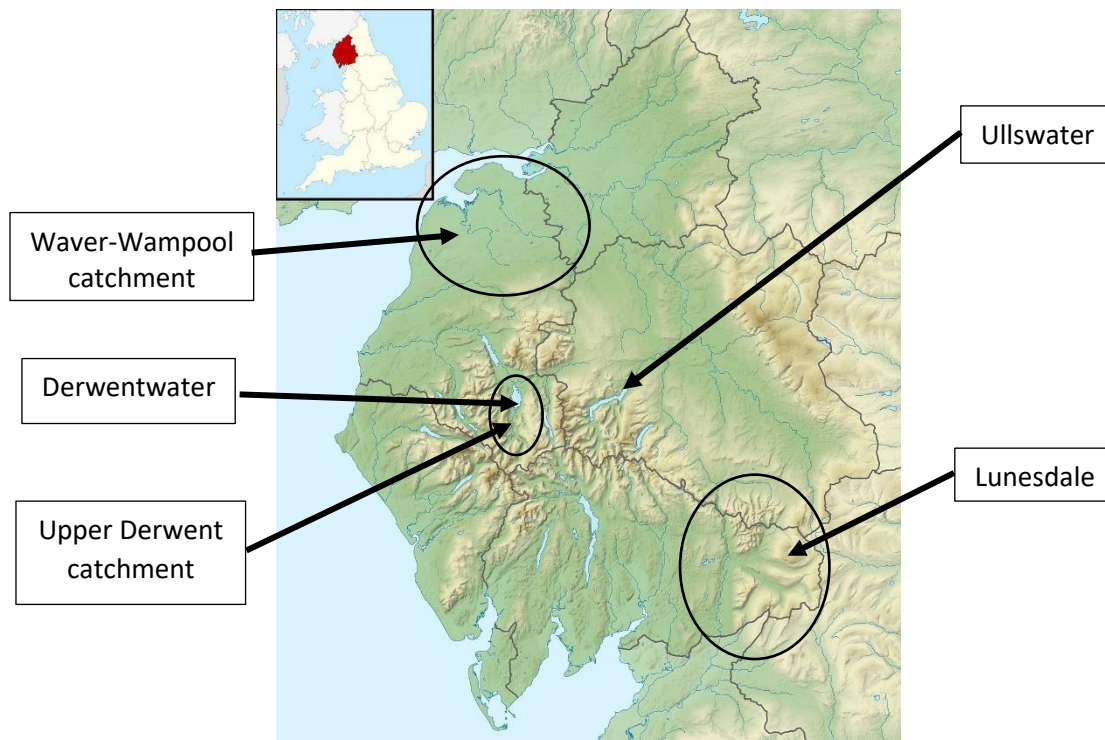 Ullswater
Waver-Wampool
catchment
Derwentwater
Lunesdale
Upper Derwent
catchment